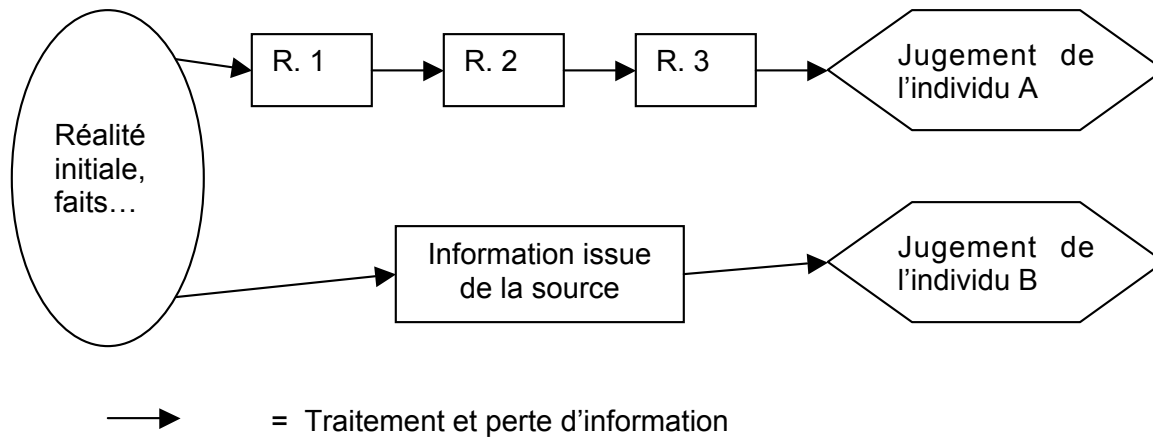 R. 1
R. 2
R. 3
Jugement de
l’individu A
Réalité
initiale,
faits…
Information issue
de la source
Jugement de
l’individu B
= Traitement et perte d’information